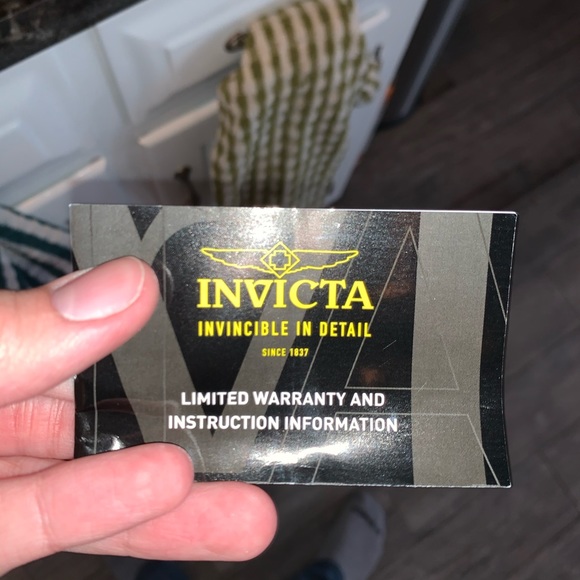 INVICTA
INVINCIBLE IN DETAIL
SINCE 1837
LIMITED WARRANTY AND
INSTRUCTION INFORMATION